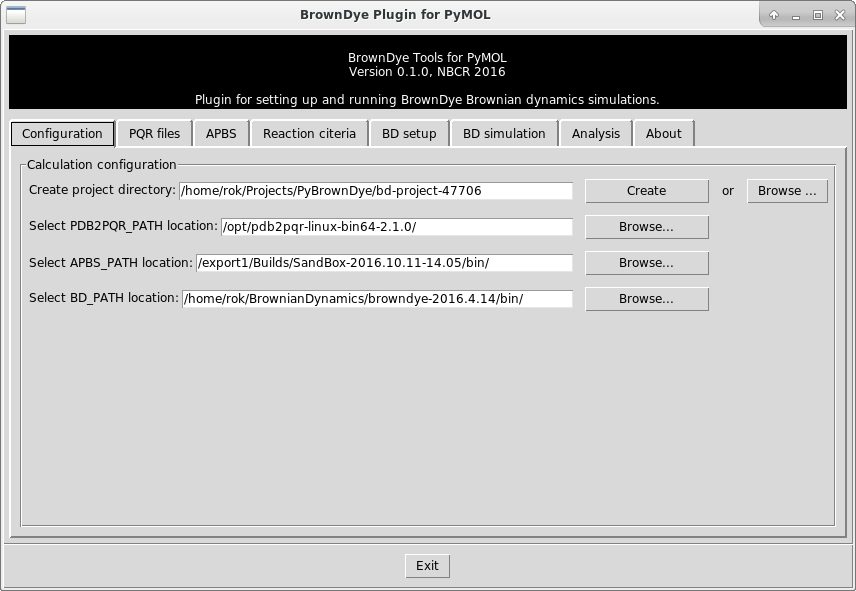 BrownDye Plugin for PyMOL
BrownDye Tools for PyMOL
Version 0.1.0, NBCR 2016
Plugin for setting up and running BrownDye Brownian dynamics simulations.
Configuration PQR files APBS Reaction citeria BD setup BD simulation Analysis About
Calculation configuration
Create project directory: /home/rok/Projects/PyBrownDye/bd-project-47706 Create or Browse ...
Select PDB2PQR_PATH location: /opt/pdb2pqr-linux-bin64-2.1.0/ Browse...
Select APBS_PATH location: /export1/Builds/SandBox-2016.10.11-14.05/bin/ Browse...
Select BD_PATH location: /home/rok/BrownianDynamics/browndye-2016.4.14/bin/ Browse...
Exit